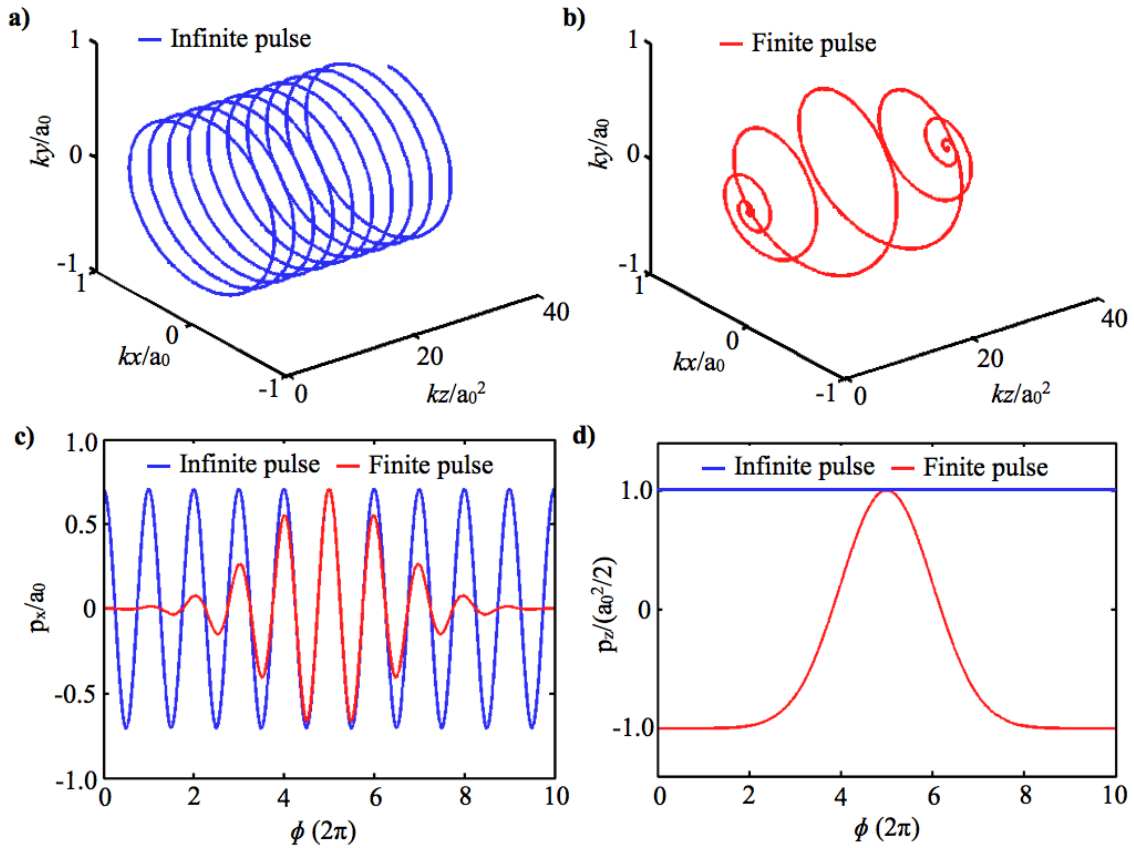 a)
Infinite pulse
1
0
-1
ky/a₀
1
0
-1
kx/a₀
0
20
40
kz/a₀²
b)
Finite pulse
1
0
-1
ky/a₀
1
0
-1
kx/a₀
0
20
40
kz/a₀²
c)
Infinite pulse Finite pulse
1.0
0.5
0
-0.5
-1.0
pₓ/a₀
0 2 4 6 8 10
ϕ (2π)
d)
Infinite pulse Finite pulse
1.0
0
-1.0
p_z/(a₀²/2)
0 2 4 6 8 10
ϕ (2π)